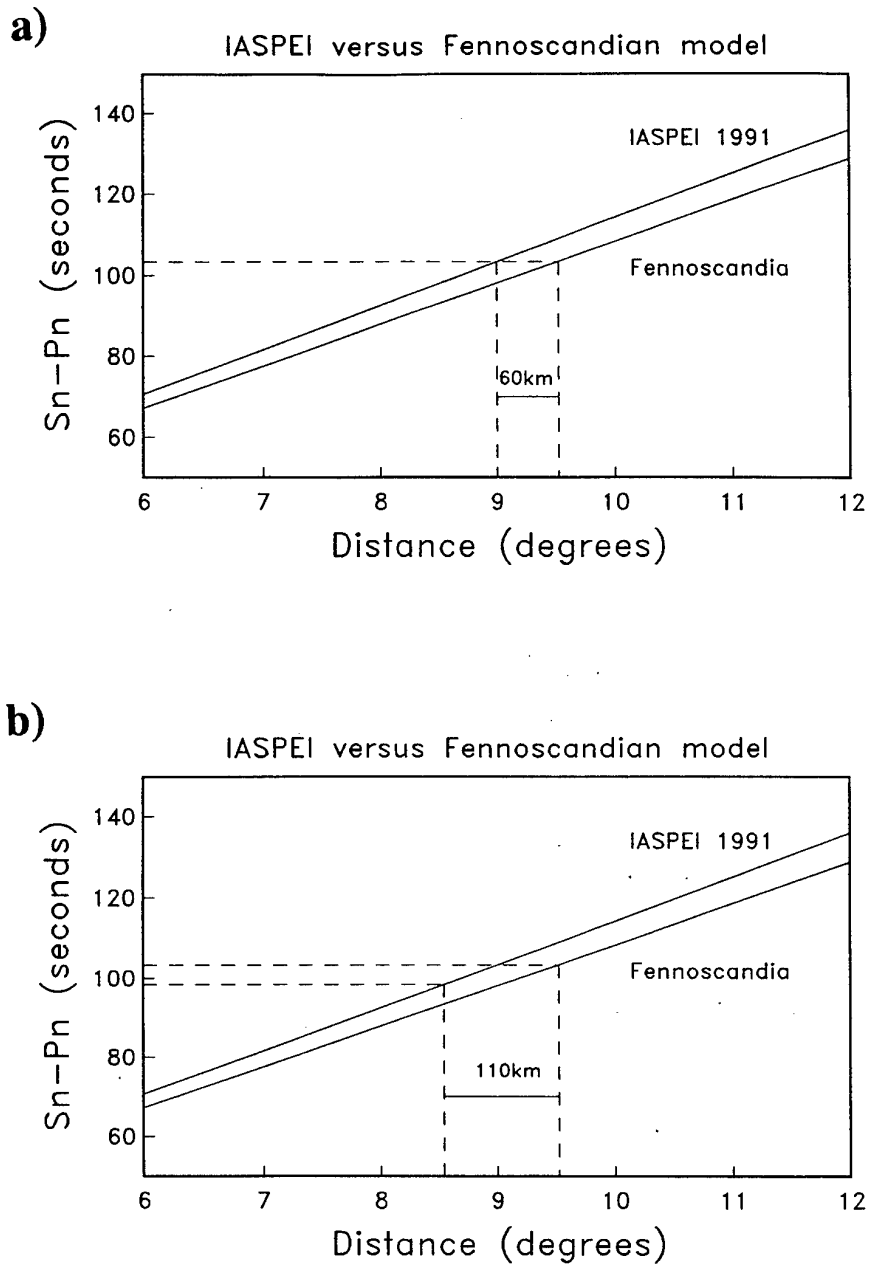 a)
IASPEI versus Fennoscandian model
140
120
100
80
60
Sn-Pn (seconds)
IASPEI 1991
Fennoscandia
60km
6 7 8 9 10 11 12
Distance (degrees)
b)
IASPEI versus Fennoscandian model
140
120
100
80
60
Sn-Pn (seconds)
IASPEI 1991
Fennoscandia
110km
6 7 8 9 10 11 12
Distance (degrees)